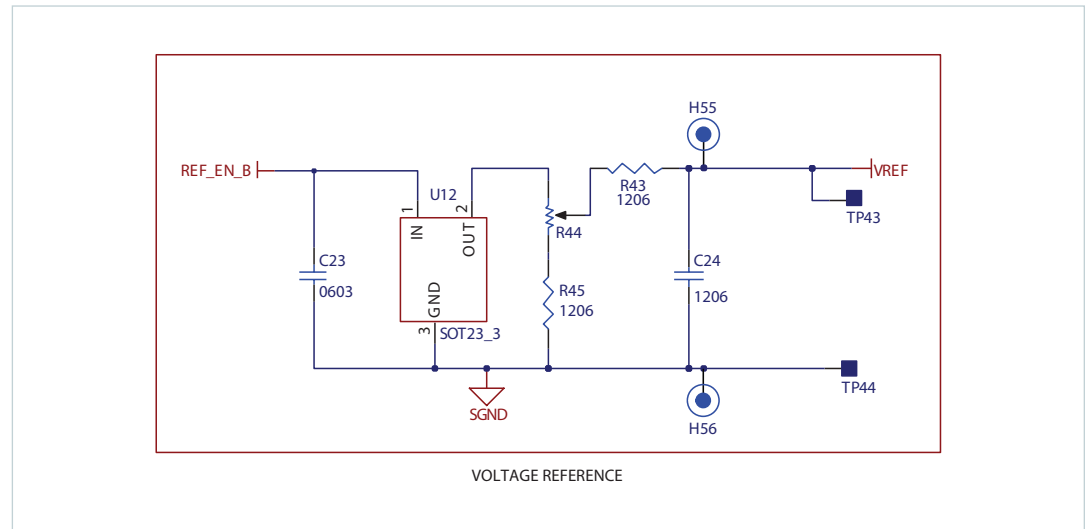 H55
REF_EN_B
U12
1
2
IN
OUT
GND
3
SOT23_3
R43
1206
VREF
TP43
R44
C23
0603
R45
1206
C24
1206
SGND
TP44
H56
VOLTAGE REFERENCE